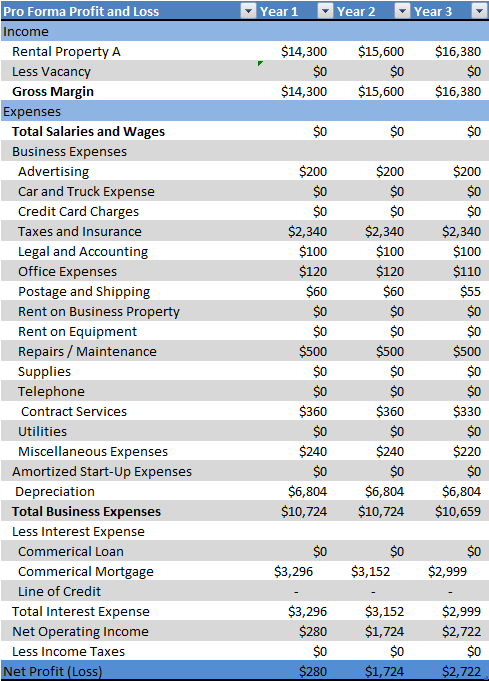 Pro Forma Profit and Loss Year 1 Year 2 Year 3
Income
Rental Property A $14,300 $15,600 $16,380
Less Vacancy $0 $0 $0
Gross Margin $14,300 $15,600 $16,380
Expenses
Total Salaries and Wages $0 $0 $0
Business Expenses
Advertising $200 $200 $200
Car and Truck Expense $0 $0 $0
Credit Card Charges $0 $0 $0
Taxes and Insurance $2,340 $2,340 $2,340
Legal and Accounting $100 $100 $100
Office Expenses $120 $120 $110
Postage and Shipping $60 $60 $55
Rent on Business Property $0 $0 $0
Rent on Equipment $0 $0 $0
Repairs / Maintenance $500 $500 $500
Supplies $0 $0 $0
Telephone $0 $0 $0
Contract Services $360 $360 $330
Utilities $0 $0 $0
Miscellaneous Expenses $240 $240 $220
Amortized Start-Up Expenses $0 $0 $0
Depreciation $6,804 $6,804 $6,804
Total Business Expenses $10,724 $10,724 $10,659
Less Interest Expense
Commerical Loan $0 $0 $0
Commerical Mortgage $3,296 $3,152 $2,999
Line of Credit - - -
Total Interest Expense $3,296 $3,152 $2,999
Net Operating Income $280 $1,724 $2,722
Less Income Taxes $0 $0 $0
Net Profit (Loss) $280 $1,724 $2,722